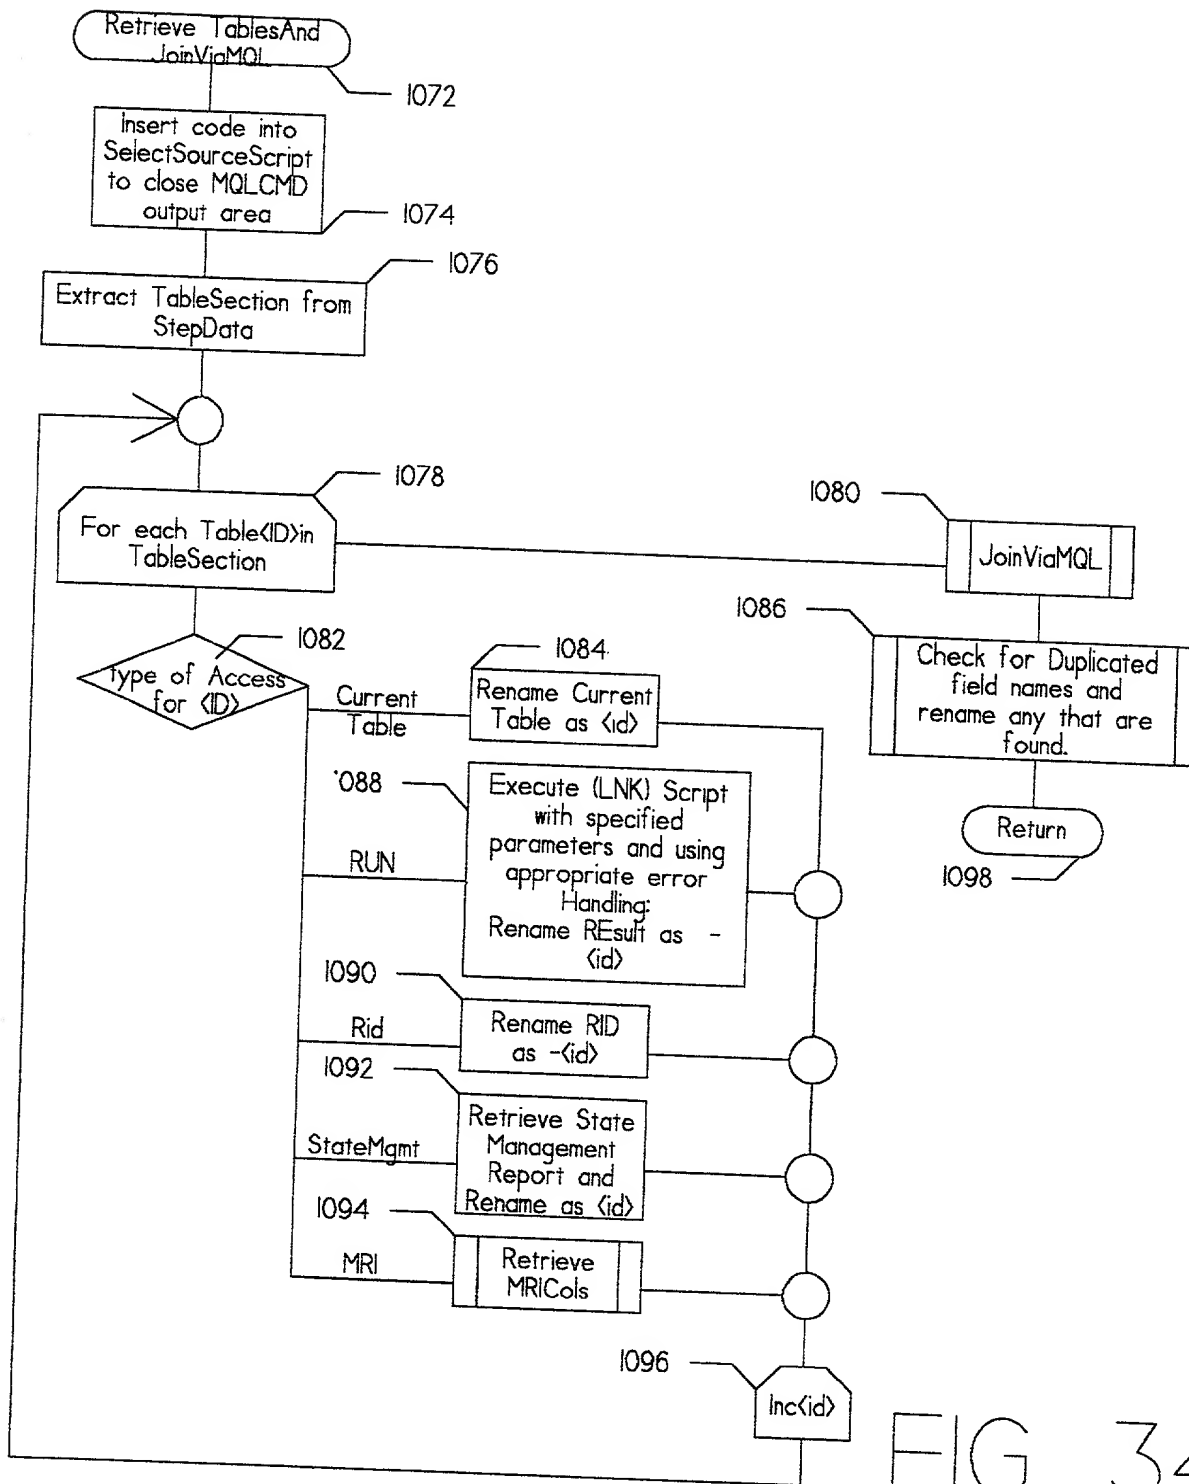 Retrieve TablesAnd
JoinViaMQL
1072
Insert code into
SelectSourceScript
to close MQLCMD
output area
1074
1076
Extract TableSection from
StepData
1078
For each Table<ID>in
TableSection
1080
JoinViaMQL
1082
type of Access
for <ID>
1084
Current
Table
Rename Current
Table as <id>
1086
Check for Duplicated
field names and
rename any that are
found.
Return
1098
'088
RUN
Execute (LNK) Script
with specified
parameters and using
appropriate error
Handling:
Rename REsult as -
<id>
1090
Rid
Rename RID
as -<id>
1092
StateMgmt
Retrieve State
Management
Report and
Rename as <id>
1094
MRI
Retrieve
MRICols
1096
Inc<id>
FIG 34